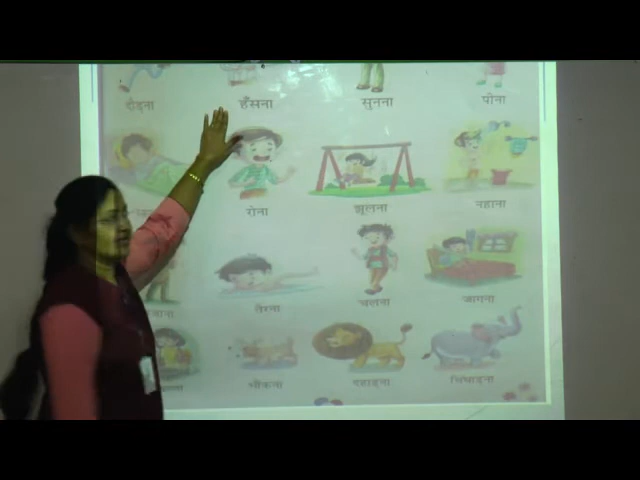 दौड़ना हँसना सुनना पीना
रोना झूलना नहाना
तैरना चलना जागना
भौंकना दहाड़ना चिंघाड़ना